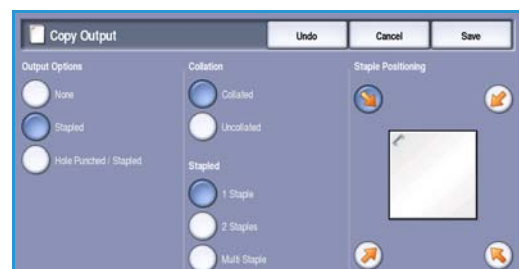 Copy Output
Undo
Cancel
Save
Output Options
None
Stapled
Hole Punched / Stapled
Collation
Collated
Uncollated
Stapled
1 Staple
2 Staples
Multi Staple
Staple Positioning